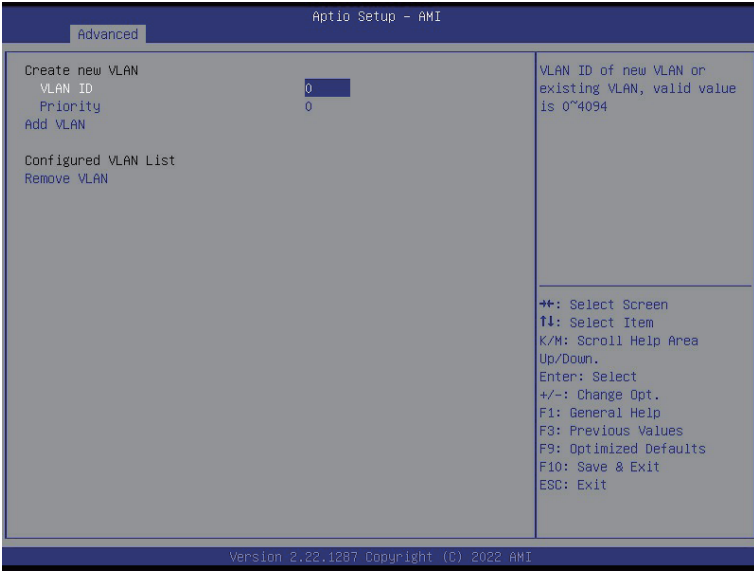 Aptio Setup – AMI
Advanced
Create new VLAN
VLAN ID 0
Priority 0
Add VLAN
Configured VLAN List
Remove VLAN
VLAN ID of new VLAN or
existing VLAN, valid value
is 0~4094
→←: Select Screen
↑↓: Select Item
K/M: Scroll Help Area
Up/Down.
Enter: Select
+/-: Change Opt.
F1: General Help
F3: Previous Values
F9: Optimized Defaults
F10: Save & Exit
ESC: Exit
Version 2.22.1287 Copyright (C) 2022 AMI